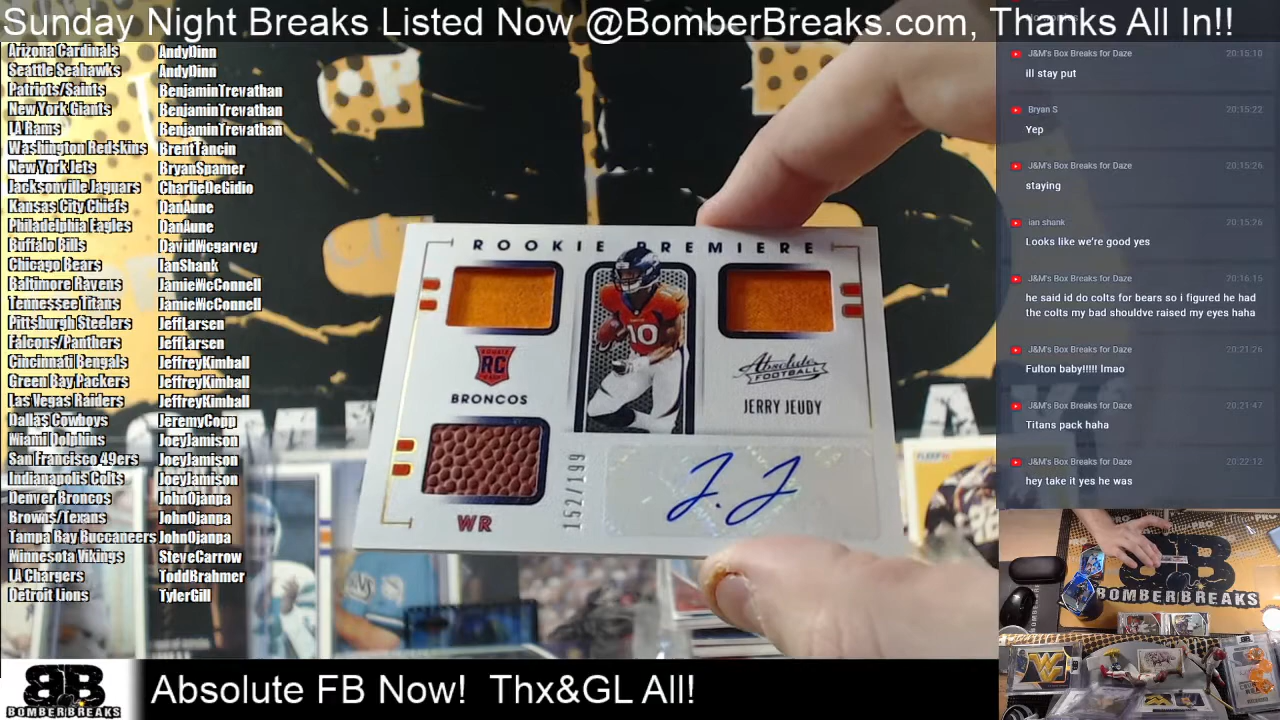 Sunday Night Breaks Listed Now @BomberBreaks.com, Thanks All In!!
Arizona Cardinals AndyDinn
Seattle Seahawks AndyDinn
Patriots/Saints BenjaminTrevathan
New York Giants BenjaminTrevathan
LA Rams BenjaminTrevathan
Washington Redskins BrentTancin
New York Jets BryanSpamer
Jacksonville Jaguars CharlieDeGidio
Kansas City Chiefs DanAune
Philadelphia Eagles DanAune
Buffalo Bills DavidMcgarvey
Chicago Bears IanShank
Baltimore Ravens JamieMcConnell
Tennessee Titans JamieMcConnell
Pittsburgh Steelers JeffLarsen
Falcons/Panthers JeffLarsen
Cincinnati Bengals JeffreyKimball
Green Bay Packers JeffreyKimball
Las Vegas Raiders JeffreyKimball
Dallas Cowboys JeremyCopp
Miami Dolphins JoeyJamison
San Francisco 49ers JoeyJamison
Indianapolis Colts JoeyJamison
Denver Broncos JohnOjanpa
Browns/Texans JohnOjanpa
Tampa Bay Buccaneers JohnOjanpa
Minnesota Vikings SteveCarrow
LA Chargers ToddBrahmer
Detroit Lions TylerGill
ROOKIE PREMIERE
10
RC
BRONCOS
Absolute
FOOTBALL
JERRY JEUDY
WR
152/199
J. J
J&M's Box Breaks for Daze 20:15:10
ill stay put
Bryan S 20:15:22
Yep
J&M's Box Breaks for Daze 20:15:26
staying
ian shank 20:15:26
Looks like we're good yes
J&M's Box Breaks for Daze 20:16:15
he said id do colts for bears so i figured he had
the colts my bad shouldve raised my eyes haha
J&M's Box Breaks for Daze 20:21:26
Fulton baby!!!!! lmao
J&M's Box Breaks for Daze 20:21:47
Titans pack haha
J&M's Box Breaks for Daze 20:22:12
hey take it yes he was
BOMBERBREAKS
BB
BOMBERBREAKS
Absolute FB Now! Thx&GL All!